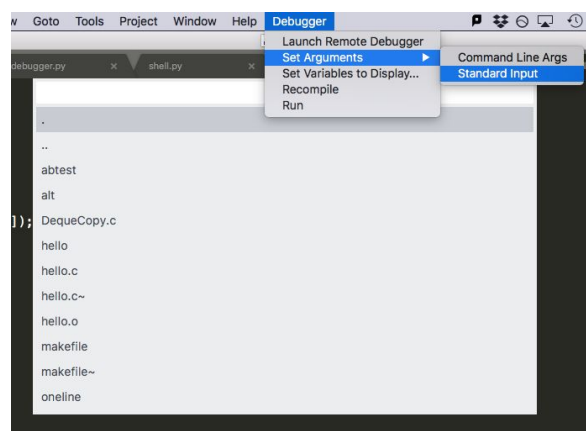 Goto Tools Project Window Help Debugger
Launch Remote Debugger
Set Arguments
Set Variables to Display...
Recompile
Run
Command Line Args
Standard Input
debugger.py × shell.py ×
.
..
abtest
alt
]); DequeCopy.c
hello
hello.c
hello.c~
hello.o
makefile
makefile~
oneline